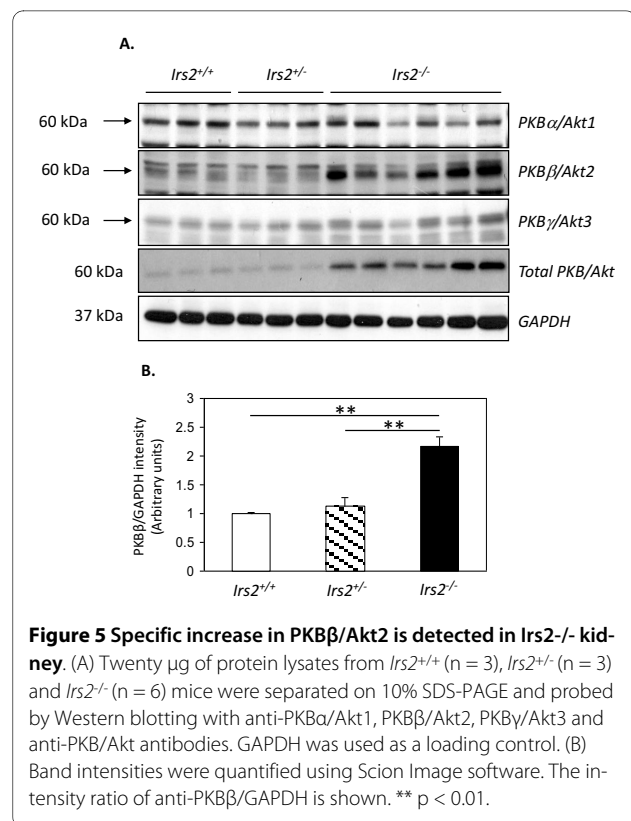 A.
Irs2+/+ Irs2+/- Irs2-/-
60 kDa PKBα/Akt1
60 kDa PKBβ/Akt2
60 kDa PKBγ/Akt3
60 kDa Total PKB/Akt
37 kDa GAPDH
B.
3
2.5
2
1.5
1
0.5
0
PKBβ/GAPDH intensity
(Arbitrary units)
**
**
Irs2+/+ Irs2+/- Irs2-/-
Figure 5 Specific increase in PKBβ/Akt2 is detected in Irs2-/- kid-
ney. (A) Twenty μg of protein lysates from Irs2+/+ (n = 3), Irs2+/- (n = 3)
and Irs2-/- (n = 6) mice were separated on 10% SDS-PAGE and probed
by Western blotting with anti-PKBα/Akt1, PKBβ/Akt2, PKBγ/Akt3 and
anti-PKB/Akt antibodies. GAPDH was used as a loading control. (B)
Band intensities were quantified using Scion Image software. The in-
tensity ratio of anti-PKBβ/GAPDH is shown. ** p < 0.01.